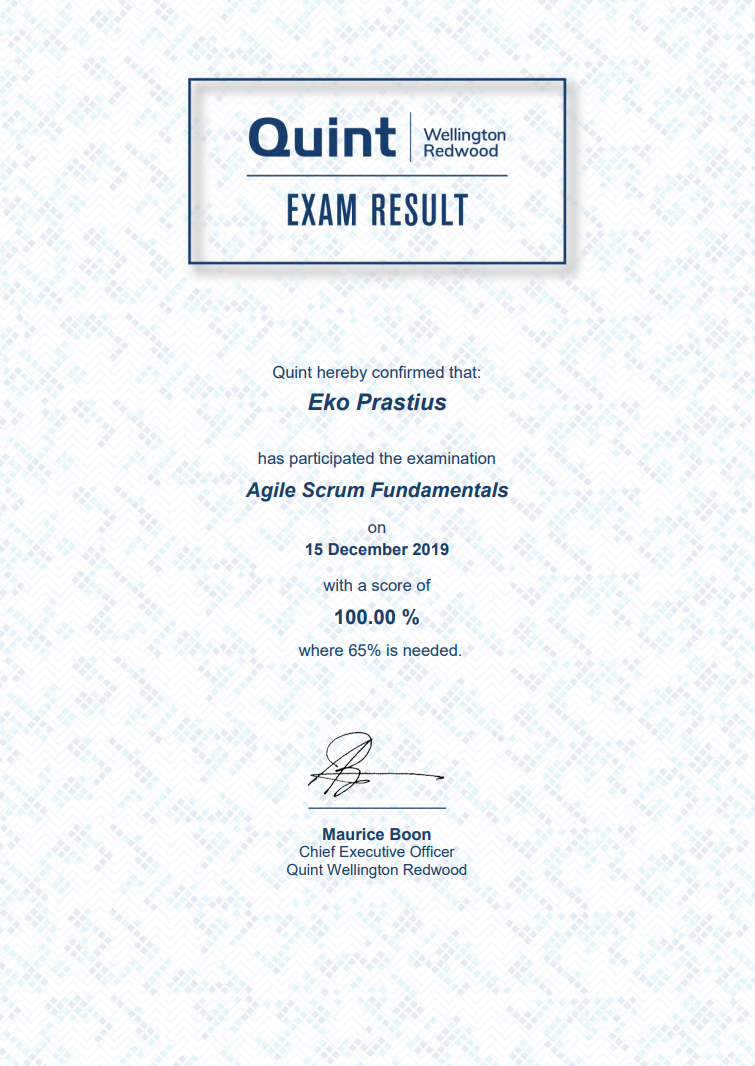 Quint
Wellington
Redwood
EXAM RESULT
Quint hereby confirmed that:
Eko Prastius
has participated the examination
Agile Scrum Fundamentals
on
15 December 2019
with a score of
100.00 %
where 65% is needed.
Maurice Boon
Chief Executive Officer
Quint Wellington Redwood